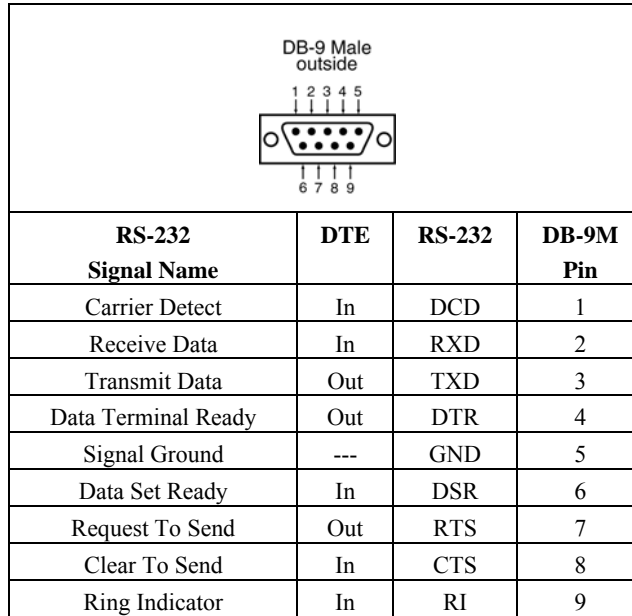 DB-9 Male
outside
1 2 3 4 5
6 7 8 9
RS-232 Signal Name DTE RS-232 DB-9M Pin
Carrier Detect In DCD 1
Receive Data In RXD 2
Transmit Data Out TXD 3
Data Terminal Ready Out DTR 4
Signal Ground --- GND 5
Data Set Ready In DSR 6
Request To Send Out RTS 7
Clear To Send In CTS 8
Ring Indicator In RI 9